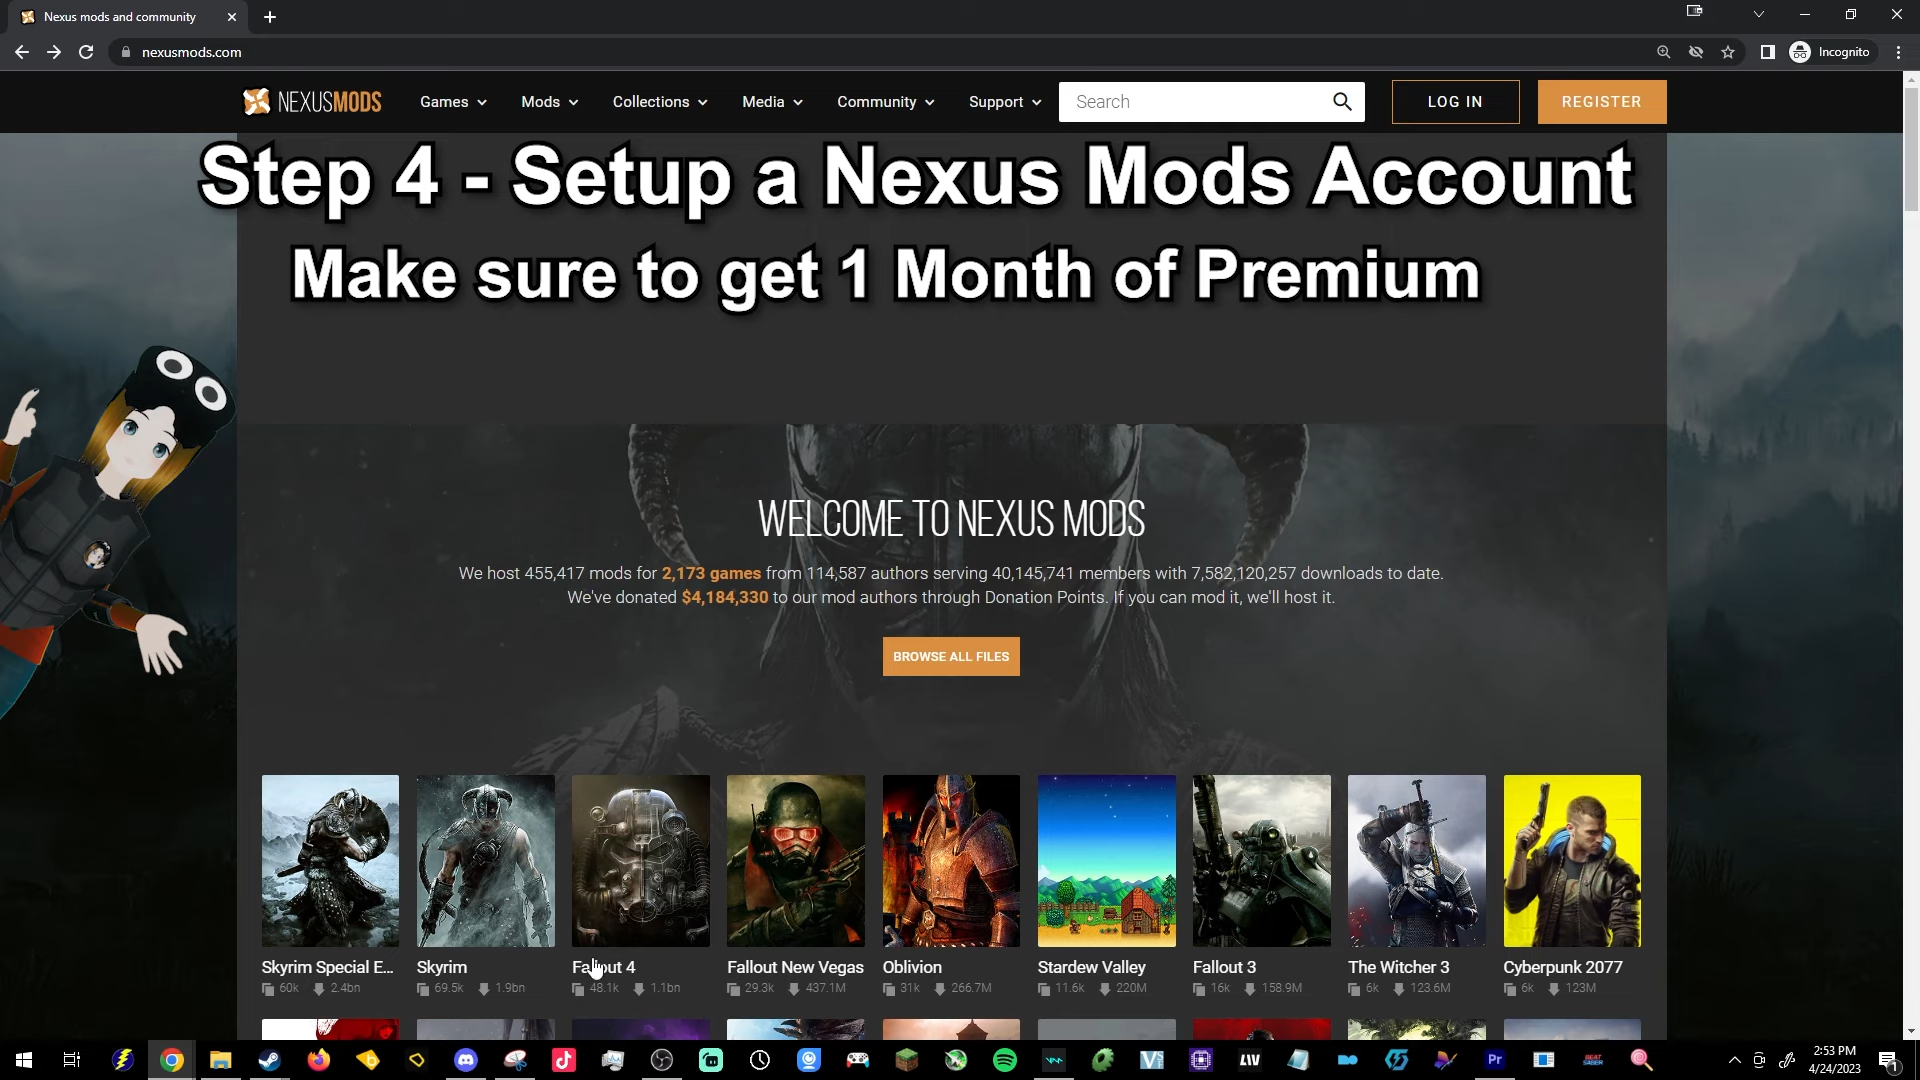 Nexus mods and community
nexusmods.com
Incognito
NEXUSMODS
Games
Mods
Collections
Media
Community
Support
Search
LOG IN
REGISTER
Step 4 - Setup a Nexus Mods Account
Make sure to get 1 Month of Premium
WELCOME TO NEXUS MODS
We host 455,417 mods for 2,173 games from 114,587 authors serving 40,145,741 members with 7,582,120,257 downloads to date.
We've donated $4,184,330 to our mod authors through Donation Points. If you can mod it, we'll host it.
BROWSE ALL FILES
Skyrim Special E...
60k 2.4bn
Skyrim
69.5k 1.9bn
Fallout 4
48.1k 1.1bn
Fallout New Vegas
29.3k 437.1M
Oblivion
31k 266.7M
Stardew Valley
11.6k 220M
Fallout 3
16k 158.9M
The Witcher 3
6k 123.6M
Cyberpunk 2077
6k 123M
LIV
Pr
BEAT SABER
2:53 PM
4/24/2023
1